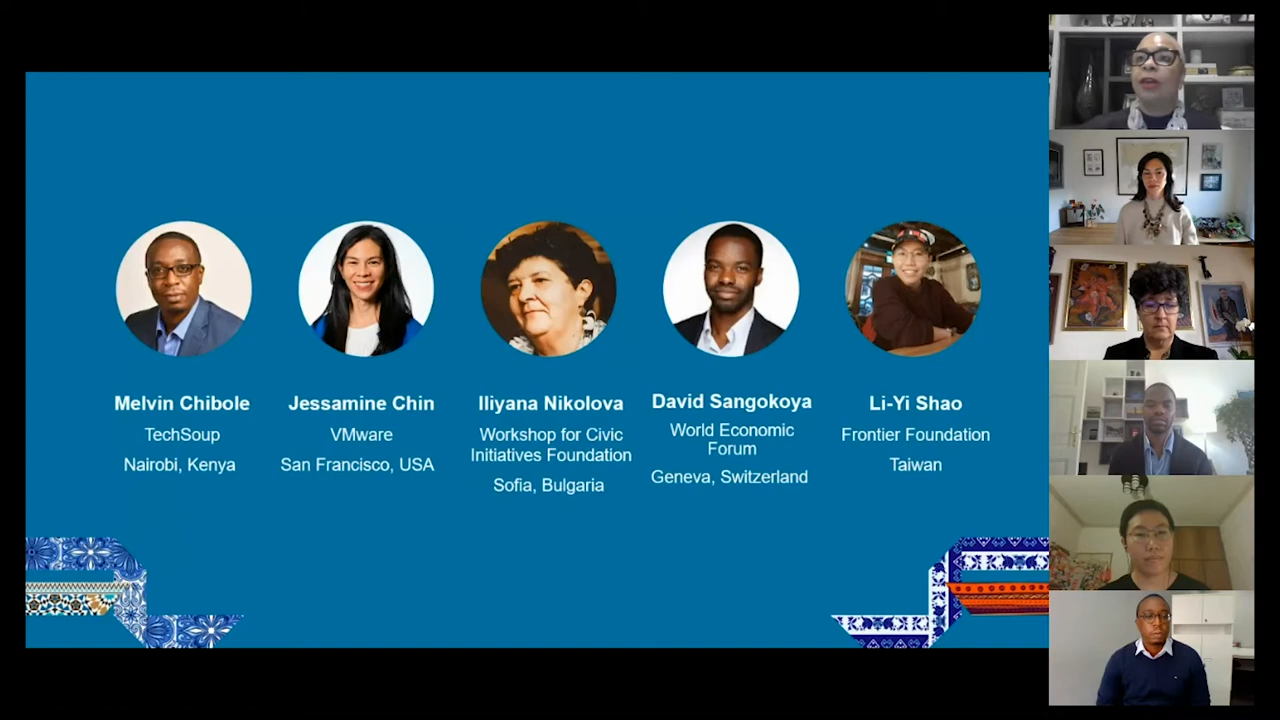 Melvin Chibole
TechSoup
Nairobi, Kenya
Jessamine Chin
VMware
San Francisco, USA
Iliyana Nikolova
Workshop for Civic
Initiatives Foundation
Sofia, Bulgaria
David Sangokoya
World Economic
Forum
Geneva, Switzerland
Li-Yi Shao
Frontier Foundation
Taiwan